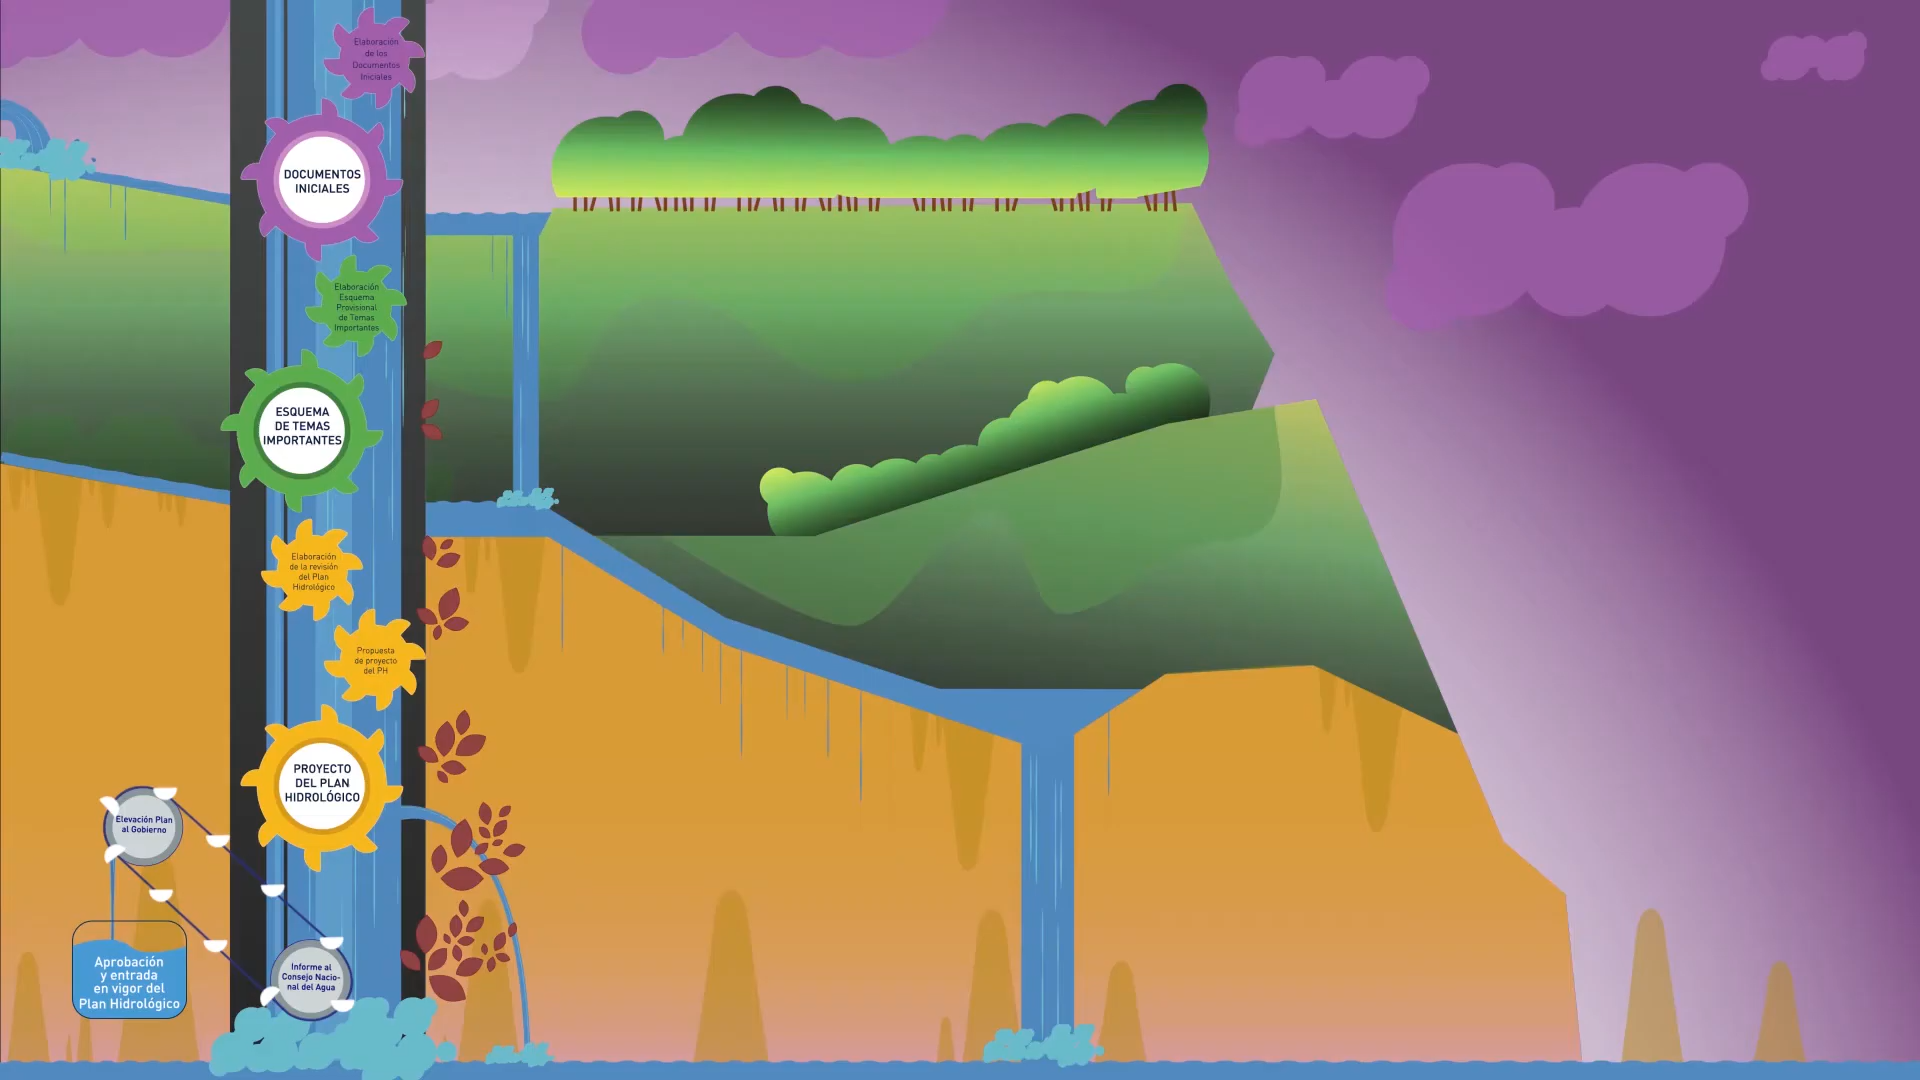 Elaboración
de los
Documentos
Iniciales
DOCUMENTOS
INICIALES
Elaboración
Esquema
Provisional
de Temas
Importantes
ESQUEMA
DE TEMAS
IMPORTANTES
Elaboración
de la revisión
del Plan
Hidrológico
Propuesta
de proyecto
del PH
PROYECTO
DEL PLAN
HIDROLÓGICO
Elevación Plan
al Gobierno
Informe al
Consejo Nacio-
nal del Agua
Aprobación
y entrada
en vigor del
Plan Hidrológico